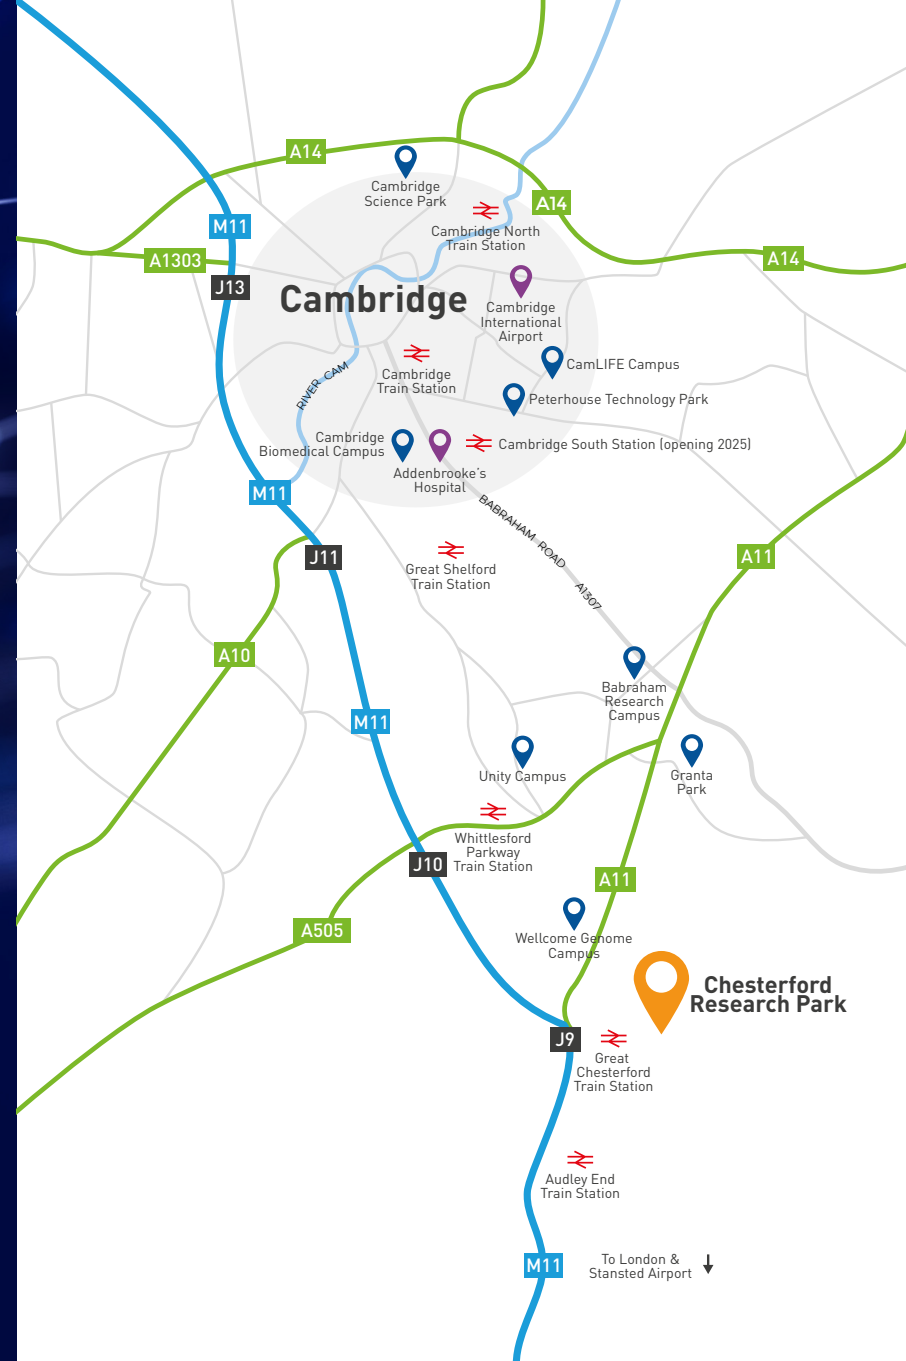 A14
Cambridge
Science Park
A14
Cambridge North
Train Station
M11
A1303
A14
J13
Cambridge
Cambridge
International
Airport
RIVER CAM
Cambridge
Train Station
CamLIFE Campus
Peterhouse Technology Park
Cambridge
Biomedical Campus
Addenbrooke's
Hospital
Cambridge South Station (opening 2025)
M11
BABRAHAM ROAD A1307
J11
A11
Great Shelford
Train Station
A10
Babraham
Research
Campus
M11
Unity Campus
Granta
Park
Whittlesford
Parkway
Train Station
J10
A11
A505
Wellcome Genome
Campus
Chesterford
Research Park
J9
Great
Chesterford
Train Station
Audley End
Train Station
M11
To London &
Stansted Airport